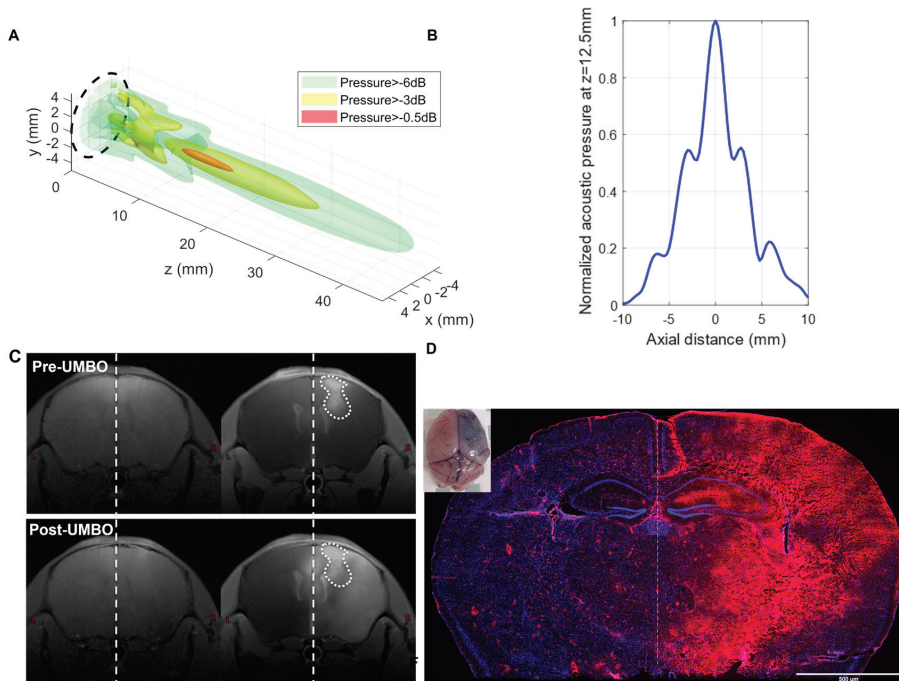 A
Pressure>-6dB
Pressure>-3dB
Pressure>-0.5dB
4
2
0
-2
-4
y (mm)
0
10
20
30
40
z (mm)
4 2 0 -2 -4
x (mm)
B
Normalized acoustic pressure at z=12.5mm
1
0.8
0.6
0.4
0.2
0
-10 -5 0 5 10
Axial distance (mm)
C
Pre-UMBO
Post-UMBO
D
500 um